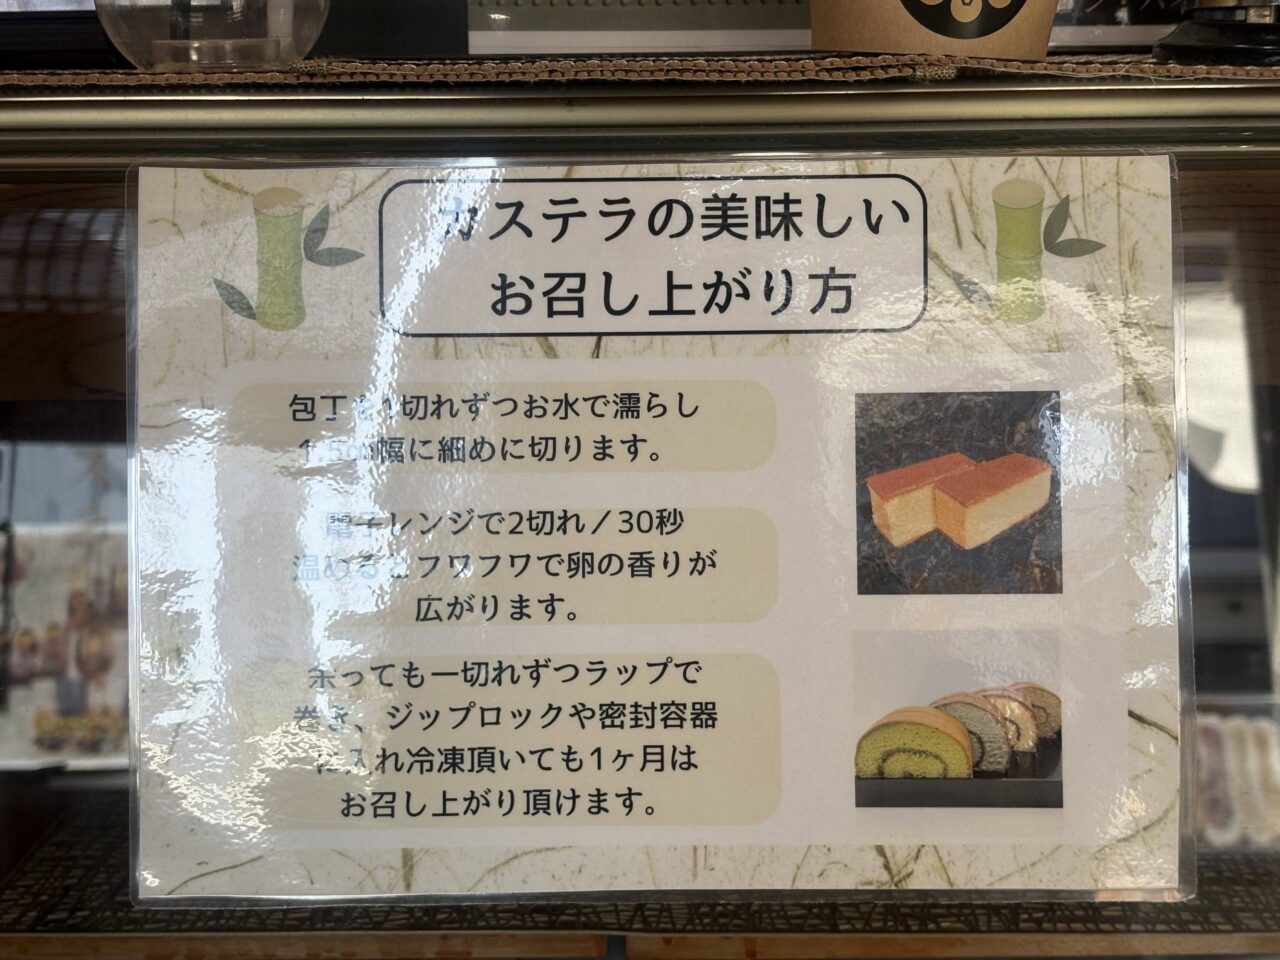 カステラの美味しい
お召し上がり方
包丁を1切れずつお水で濡らし
1.5cm幅に細めに切ります。
電子レンジで2切れ／30秒
温めるとフワフワで卵の香りが
広がります。
余っても一切れずつラップで
巻き、ジップロックや密封容器
に入れ冷凍頂いても1ヶ月は
お召し上がり頂けます。